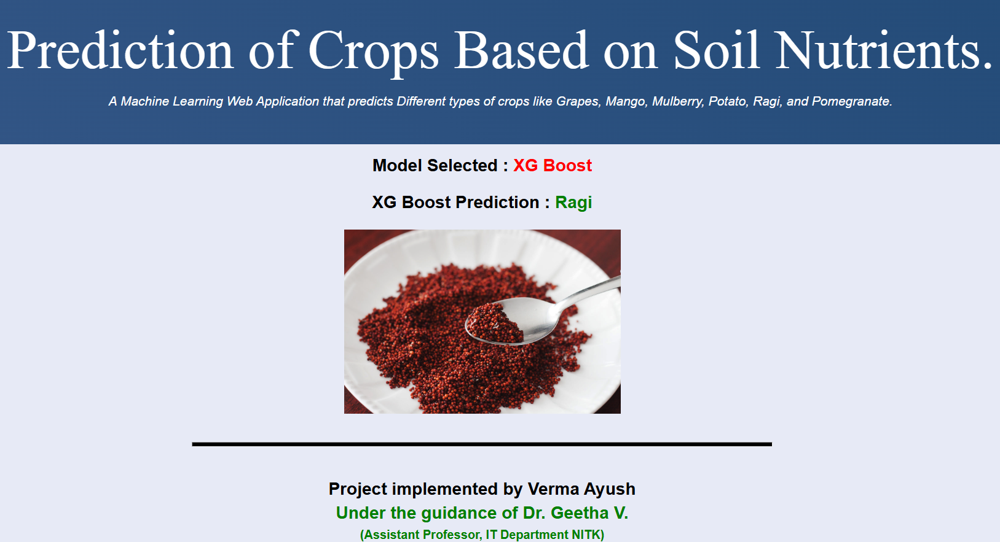 Prediction of Crops Based on Soil Nutrients.
A Machine Learning Web Application that predicts Different types of crops like Grapes, Mango, Mulberry, Potato, Ragi, and Pomegranate.
Model Selected : XG Boost
XG Boost Prediction : Ragi
Project implemented by Verma Ayush
Under the guidance of Dr. Geetha V.
(Assistant Professor, IT Department NITK)